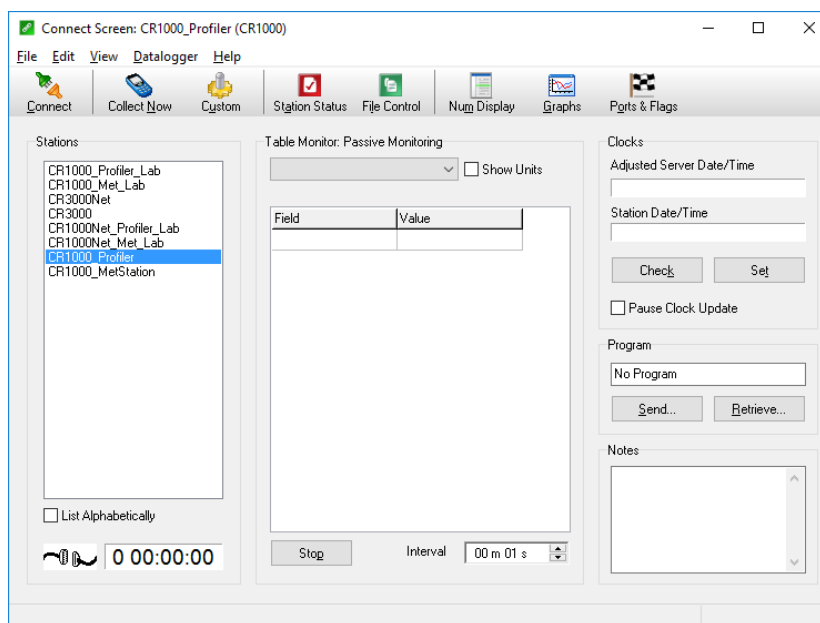 Connect Screen: CR1000_Profiler (CR1000)
File Edit View Datalogger Help
Connect Collect Now Custom Station Status File Control Num Display Graphs Ports & Flags
Stations
CR1000_Profiler_Lab
CR1000_Met_Lab
CR3000Net
CR3000
CR1000Net_Profiler_Lab
CR1000Net_Met_Lab
CR1000_Profiler
CR1000_MetStation
List Alphabetically
0 00:00:00
Table Monitor: Passive Monitoring
Show Units
Field Value
Stop Interval 00 m 01 s
Clocks
Adjusted Server Date/Time
Station Date/Time
Check Set
Pause Clock Update
Program
No Program
Send... Retrieve...
Notes